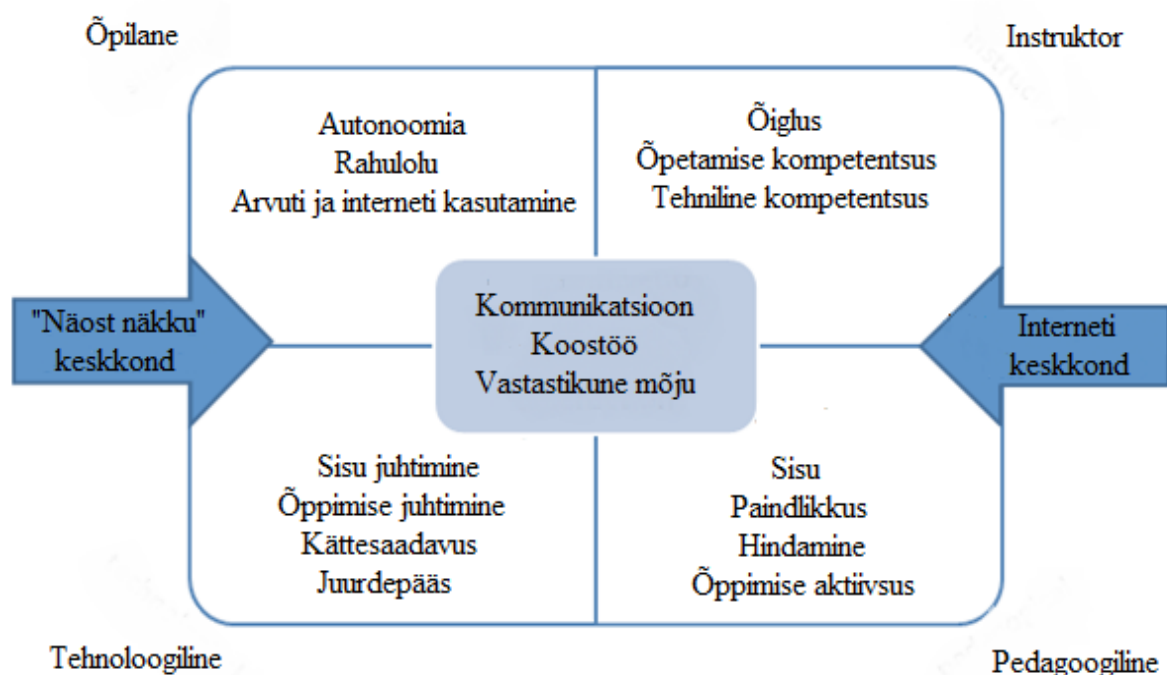 Õpilane
Instruktor
Autonoomia
Rahulolu
Arvuti ja interneti kasutamine
Õiglus
Õpetamise kompetentsus
Tehniline kompetentsus
"Näost näkku"
keskkond
Kommunikatsioon
Koostöö
Vastastikune mõju
Interneti
keskkond
Sisu juhtimine
Õppimise juhtimine
Kättesaadavus
Juurdepääs
Sisu
Paindlikkus
Hindamine
Õppimise aktiivsus
Tehnoloogiline
Pedagoogiline